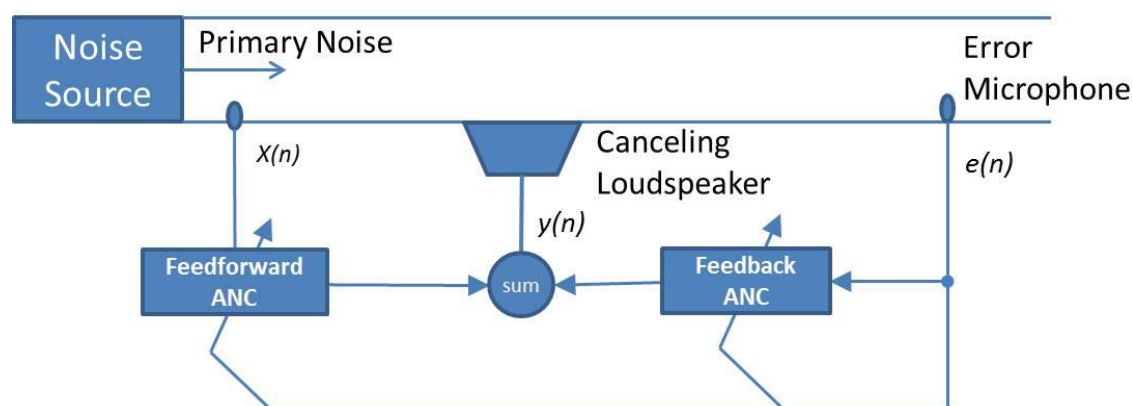 Noise
Source
Primary Noise
Error
Microphone
X(n)
Canceling
Loudspeaker
e(n)
y(n)
Feedforward
ANC
sum
Feedback
ANC